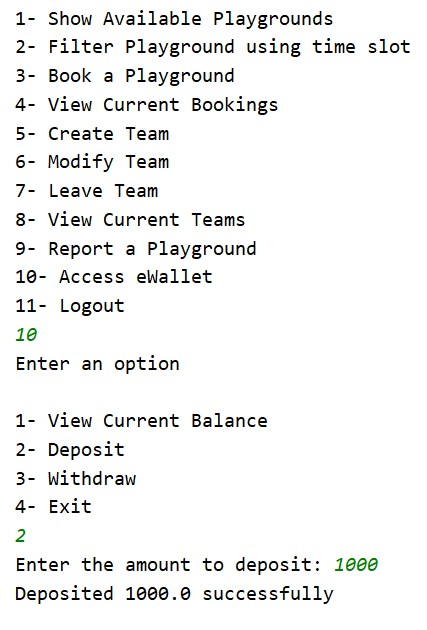 1- Show Available Playgrounds
2- Filter Playground using time slot
3- Book a Playground
4- View Current Bookings
5- Create Team
6- Modify Team
7- Leave Team
8- View Current Teams
9- Report a Playground
10- Access eWallet
11- Logout
10
Enter an option
1- View Current Balance
2- Deposit
3- Withdraw
4- Exit
2
Enter the amount to deposit: 1000
Deposited 1000.0 successfully